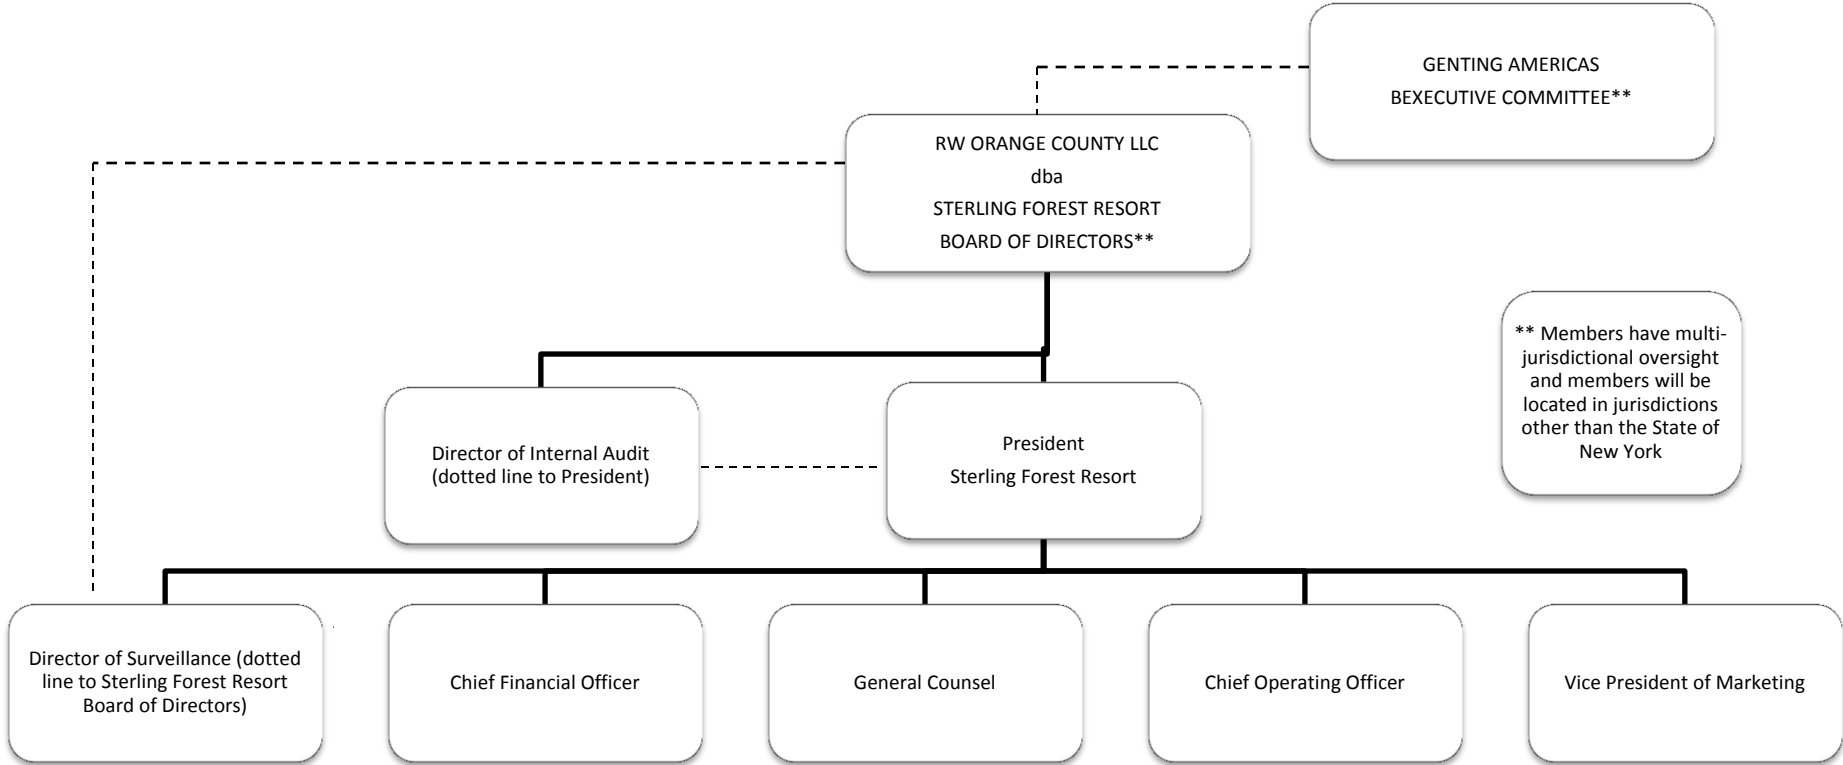 GENTING AMERICAS
BEXECUTIVE COMMITTEE**
RW ORANGE COUNTY LLC
dba
STERLING FOREST RESORT
BOARD OF DIRECTORS**
** Members have multi-
jurisdictional oversight
and members will be
located in jurisdictions
other than the State of
New York
Director of Internal Audit
(dotted line to President)
President
Sterling Forest Resort
Director of Surveillance (dotted
line to Sterling Forest Resort
Board of Directors)
Chief Financial Officer
General Counsel
Chief Operating Officer
Vice President of Marketing